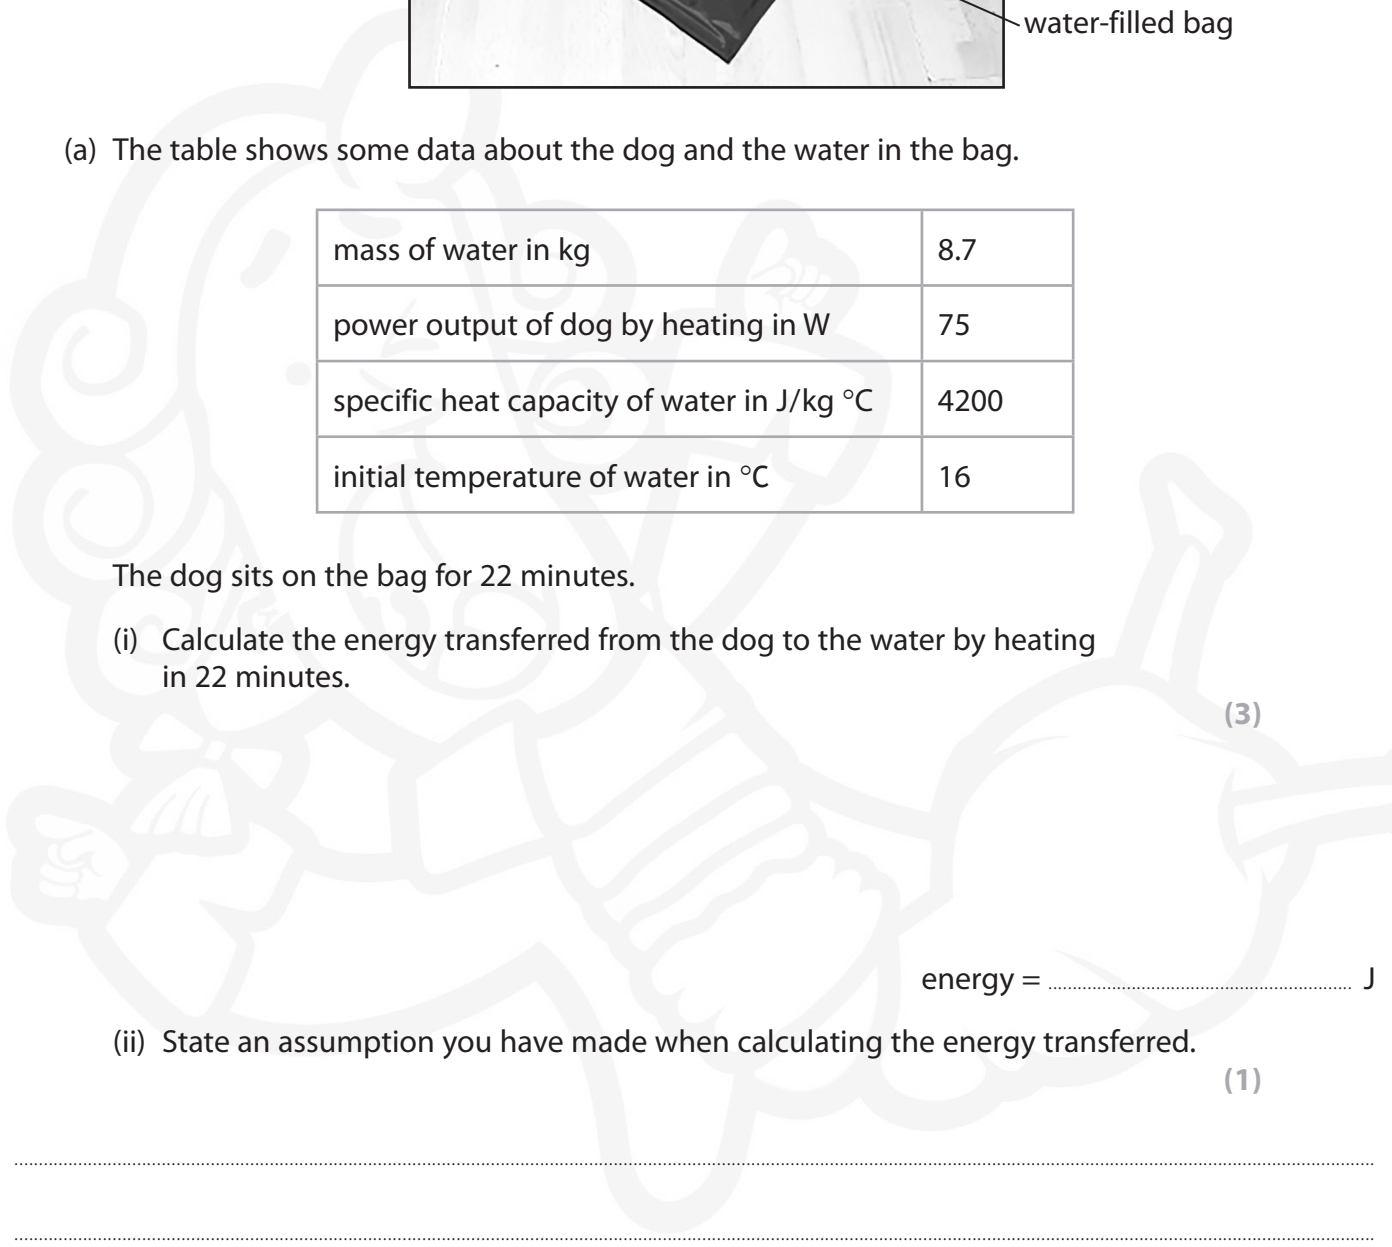 water-filled bag
(a) The table shows some data about the dog and the water in the bag.
mass of water in kg 8.7
power output of dog by heating in W 75
specific heat capacity of water in J/kg °C 4200
initial temperature of water in °C 16
The dog sits on the bag for 22 minutes.
(i) Calculate the energy transferred from the dog to the water by heating
in 22 minutes.
(3)
energy = ............................................................... J
(ii) State an assumption you have made when calculating the energy transferred.
(1)